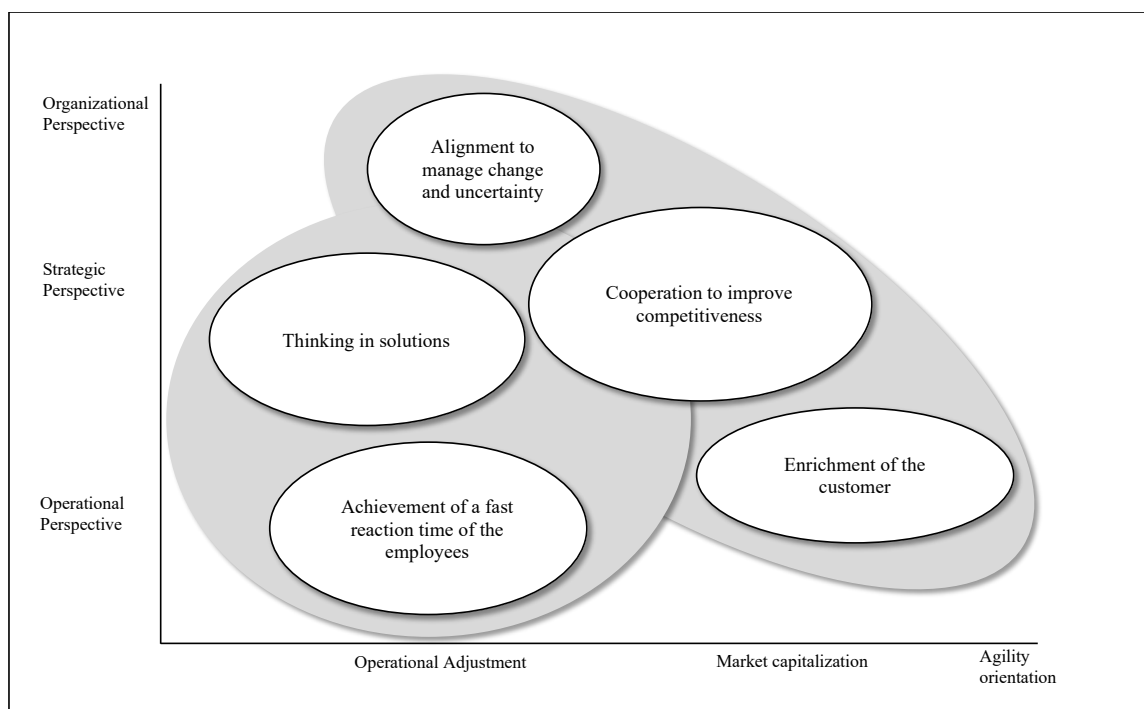 Organizational
Perspective
Alignment to
manage change
and uncertainty
Strategic
Perspective
Cooperation to improve
competitiveness
Thinking in solutions
Enrichment of the
customer
Operational
Perspective
Achievement of a fast
reaction time of the
employees
Operational Adjustment
Market capitalization
Agility
orientation